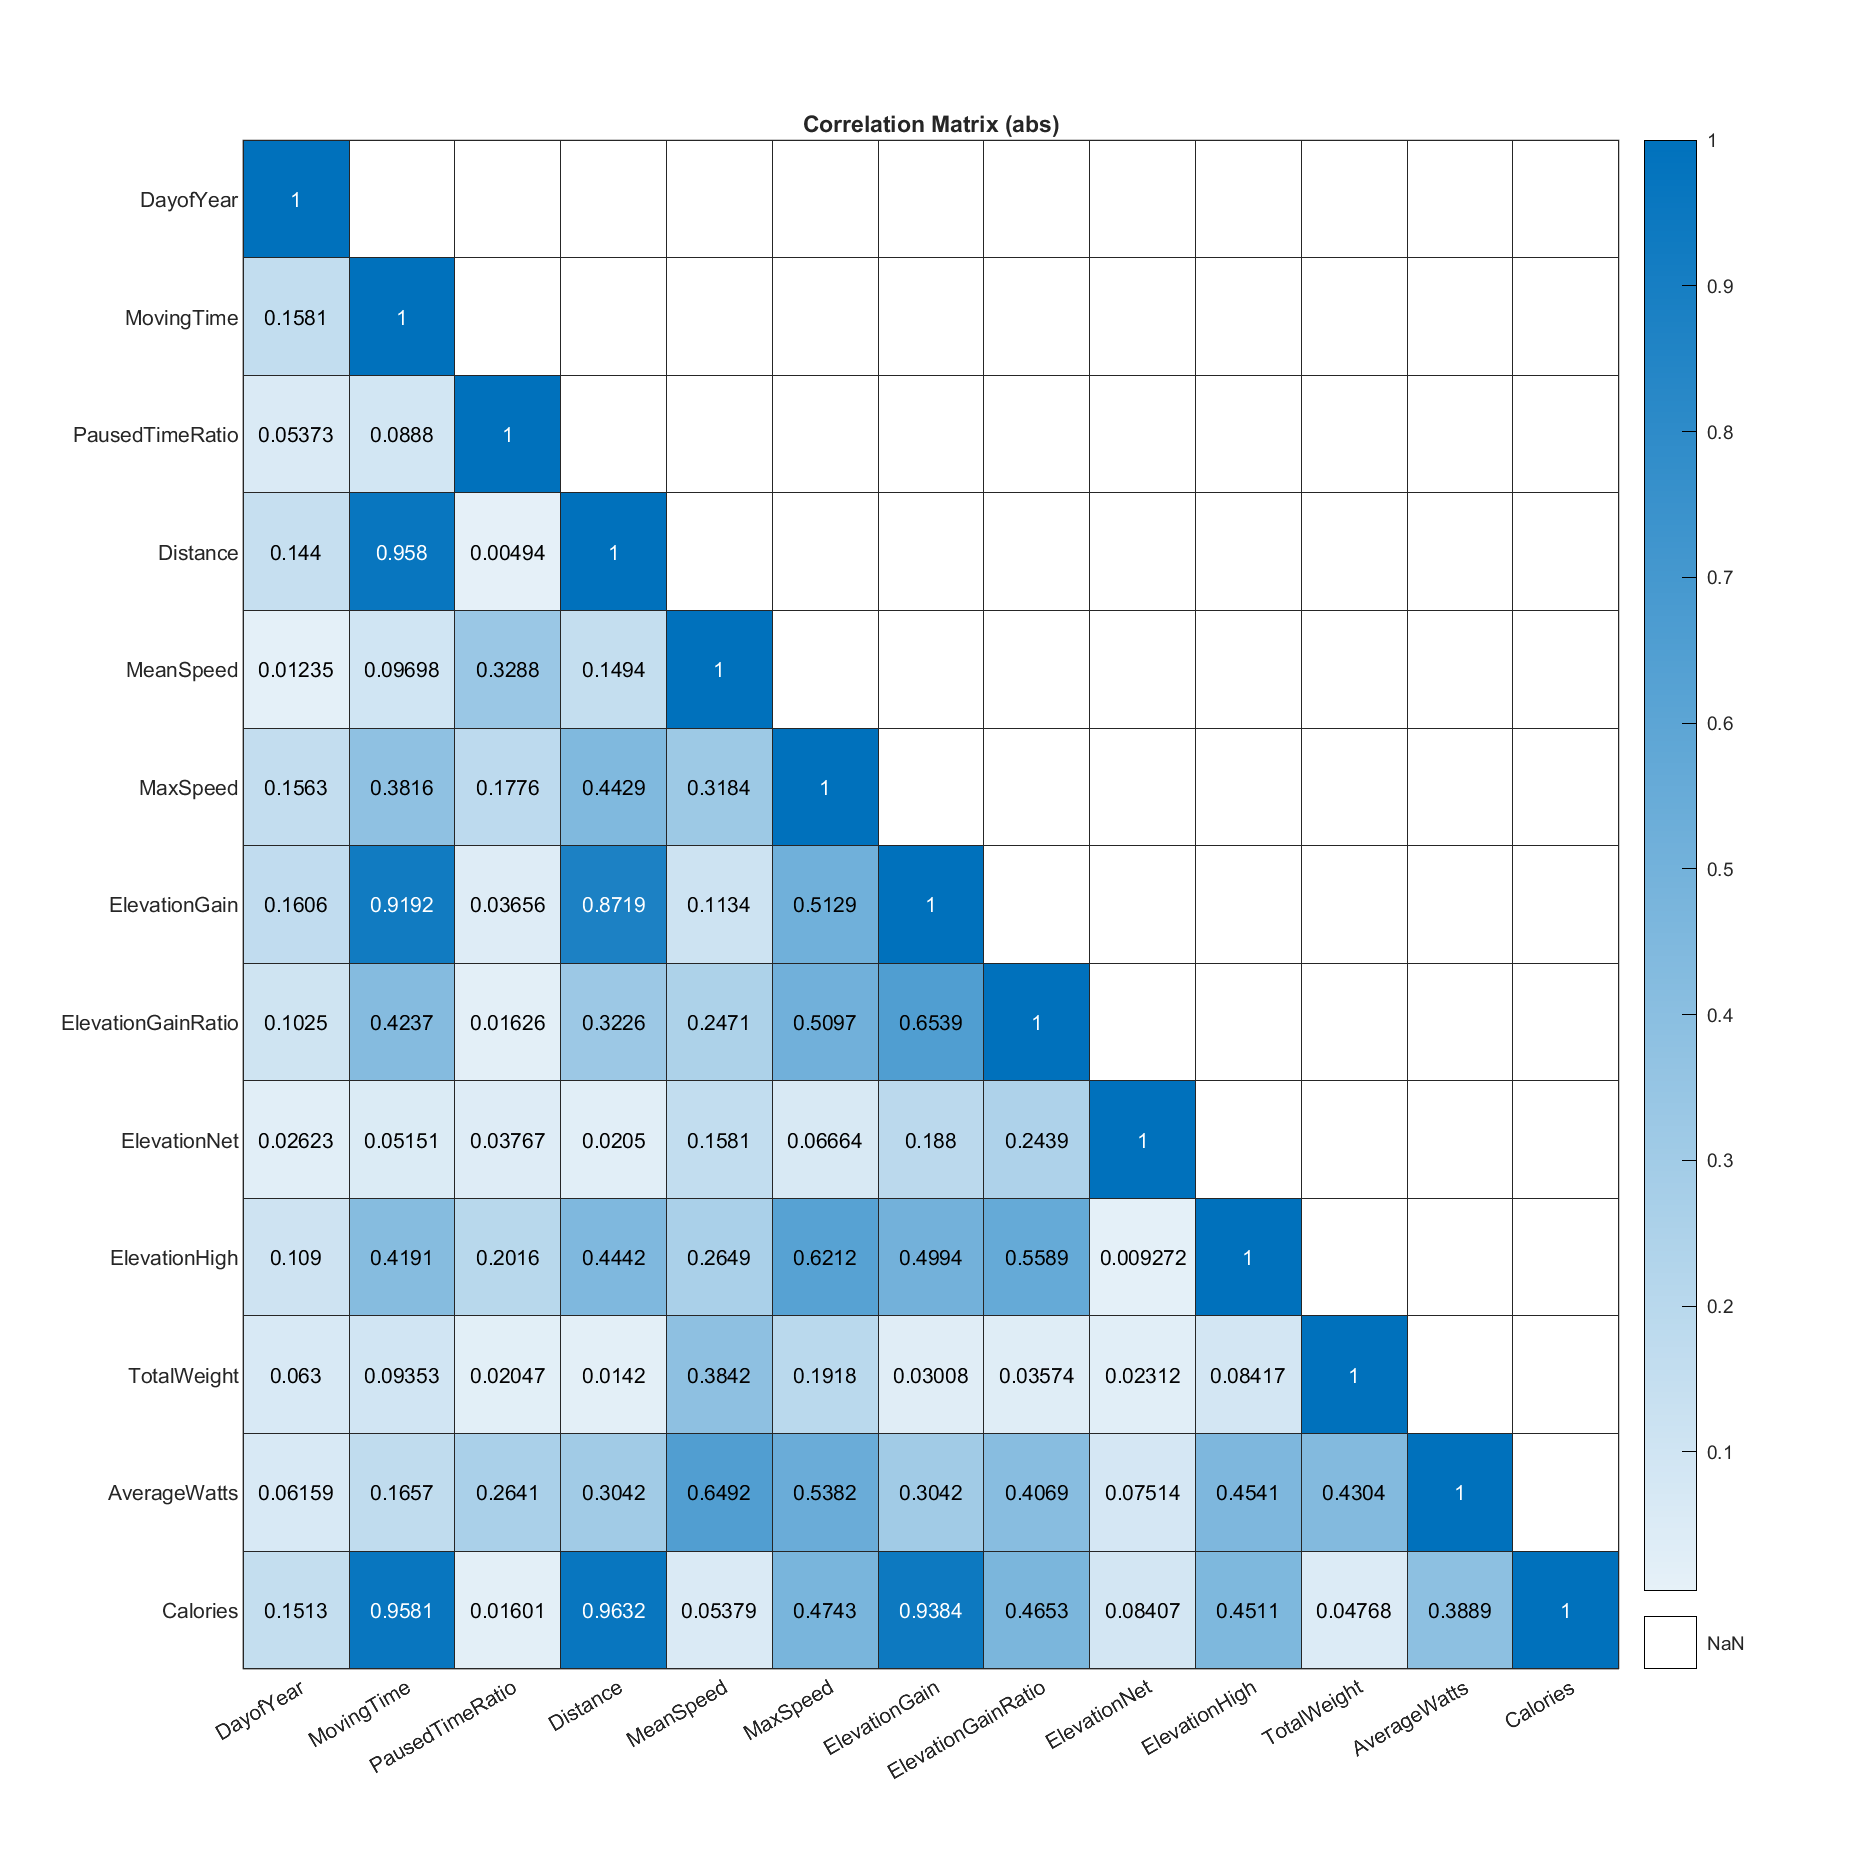 Correlation Matrix (abs)
DayofYear 1
MovingTime 0.1581 1
PausedTimeRatio 0.05373 0.0888 1
Distance 0.144 0.958 0.00494 1
MeanSpeed 0.01235 0.09698 0.3288 0.1494 1
MaxSpeed 0.1563 0.3816 0.1776 0.4429 0.3184 1
ElevationGain 0.1606 0.9192 0.03656 0.8719 0.1134 0.5129 1
ElevationGainRatio 0.1025 0.4237 0.01626 0.3226 0.2471 0.5097 0.6539 1
ElevationNet 0.02623 0.05151 0.03767 0.0205 0.1581 0.06664 0.188 0.2439 1
ElevationHigh 0.109 0.4191 0.2016 0.4442 0.2649 0.6212 0.4994 0.5589 0.009272 1
TotalWeight 0.063 0.09353 0.02047 0.0142 0.3842 0.1918 0.03008 0.03574 0.02312 0.08417 1
AverageWatts 0.06159 0.1657 0.2641 0.3042 0.6492 0.5382 0.3042 0.4069 0.07514 0.4541 0.4304 1
Calories 0.1513 0.9581 0.01601 0.9632 0.05379 0.4743 0.9384 0.4653 0.08407 0.4511 0.04768 0.3889 1
DayofYear MovingTime PausedTimeRatio Distance MeanSpeed MaxSpeed ElevationGain ElevationGainRatio ElevationNet ElevationHigh TotalWeight AverageWatts Calories
1
0.9
0.8
0.7
0.6
0.5
0.4
0.3
0.2
0.1
NaN